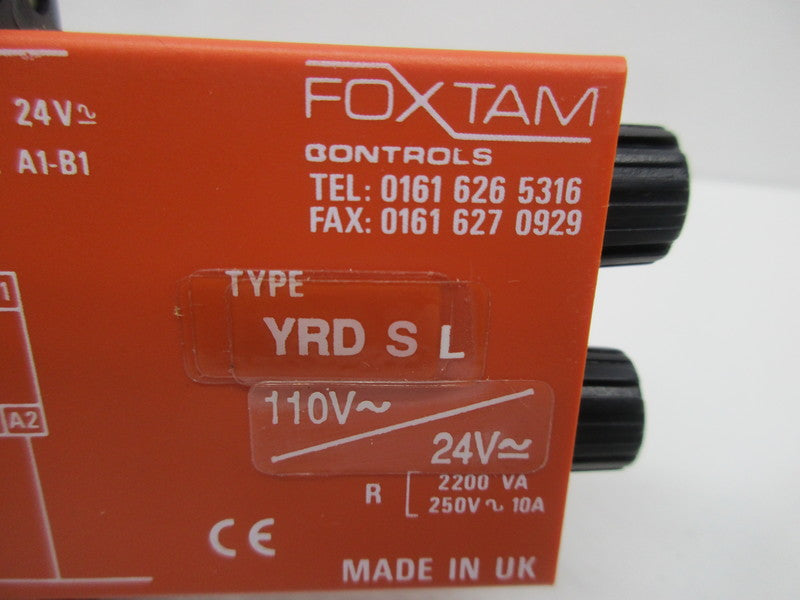 24V≂
A1-B1
FOXTAM
CONTROLS
TEL: 0161 626 5316
FAX: 0161 627 0929
TYPE
YRD S L
110V~
24V≂
A2
R
2200 VA
250V~ 10A
CE
MADE IN UK